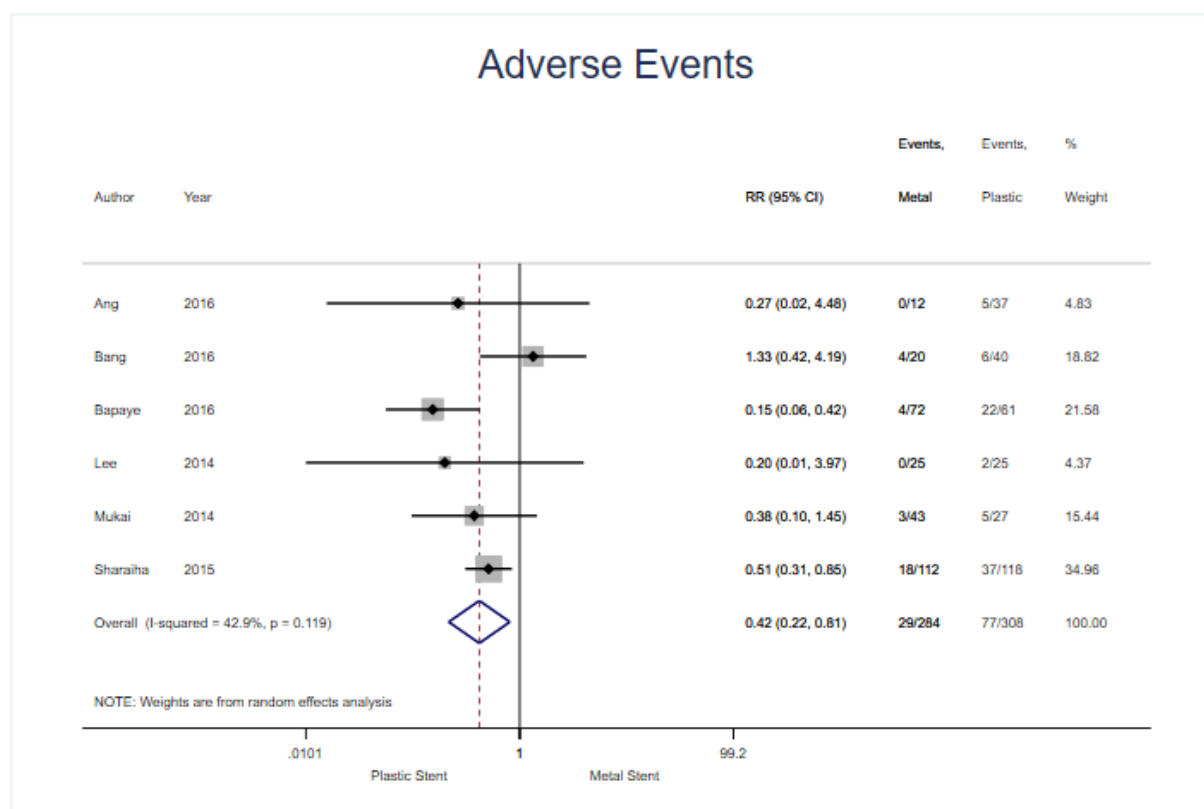 Adverse Events
Events, Events, %
Author Year RR (95% CI) Metal Plastic Weight
Ang 2016 0.27 (0.02, 4.48) 0/12 5/37 4.83
Bang 2016 1.33 (0.42, 4.19) 4/20 6/40 18.82
Bapaye 2016 0.15 (0.06, 0.42) 4/72 22/61 21.58
Lee 2014 0.20 (0.01, 3.97) 0/25 2/25 4.37
Mukai 2014 0.38 (0.10, 1.45) 3/43 5/27 15.44
Sharaiha 2015 0.51 (0.31, 0.85) 18/112 37/118 34.96
Overall (I-squared = 42.9%, p = 0.119) 0.42 (0.22, 0.81) 29/284 77/308 100.00
NOTE: Weights are from random effects analysis
.0101 1 99.2
Plastic Stent Metal Stent